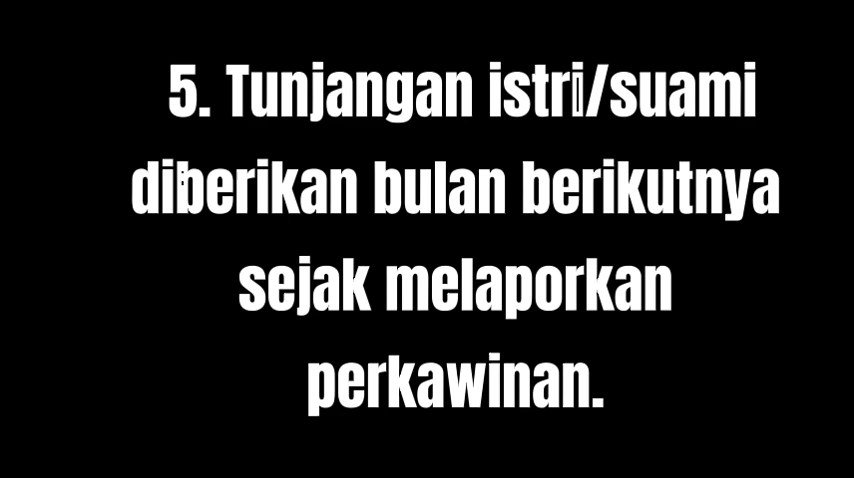 5. Tunjangan istri/suami
diberikan bulan berikutnya
sejak melaporkan
perkawinan.